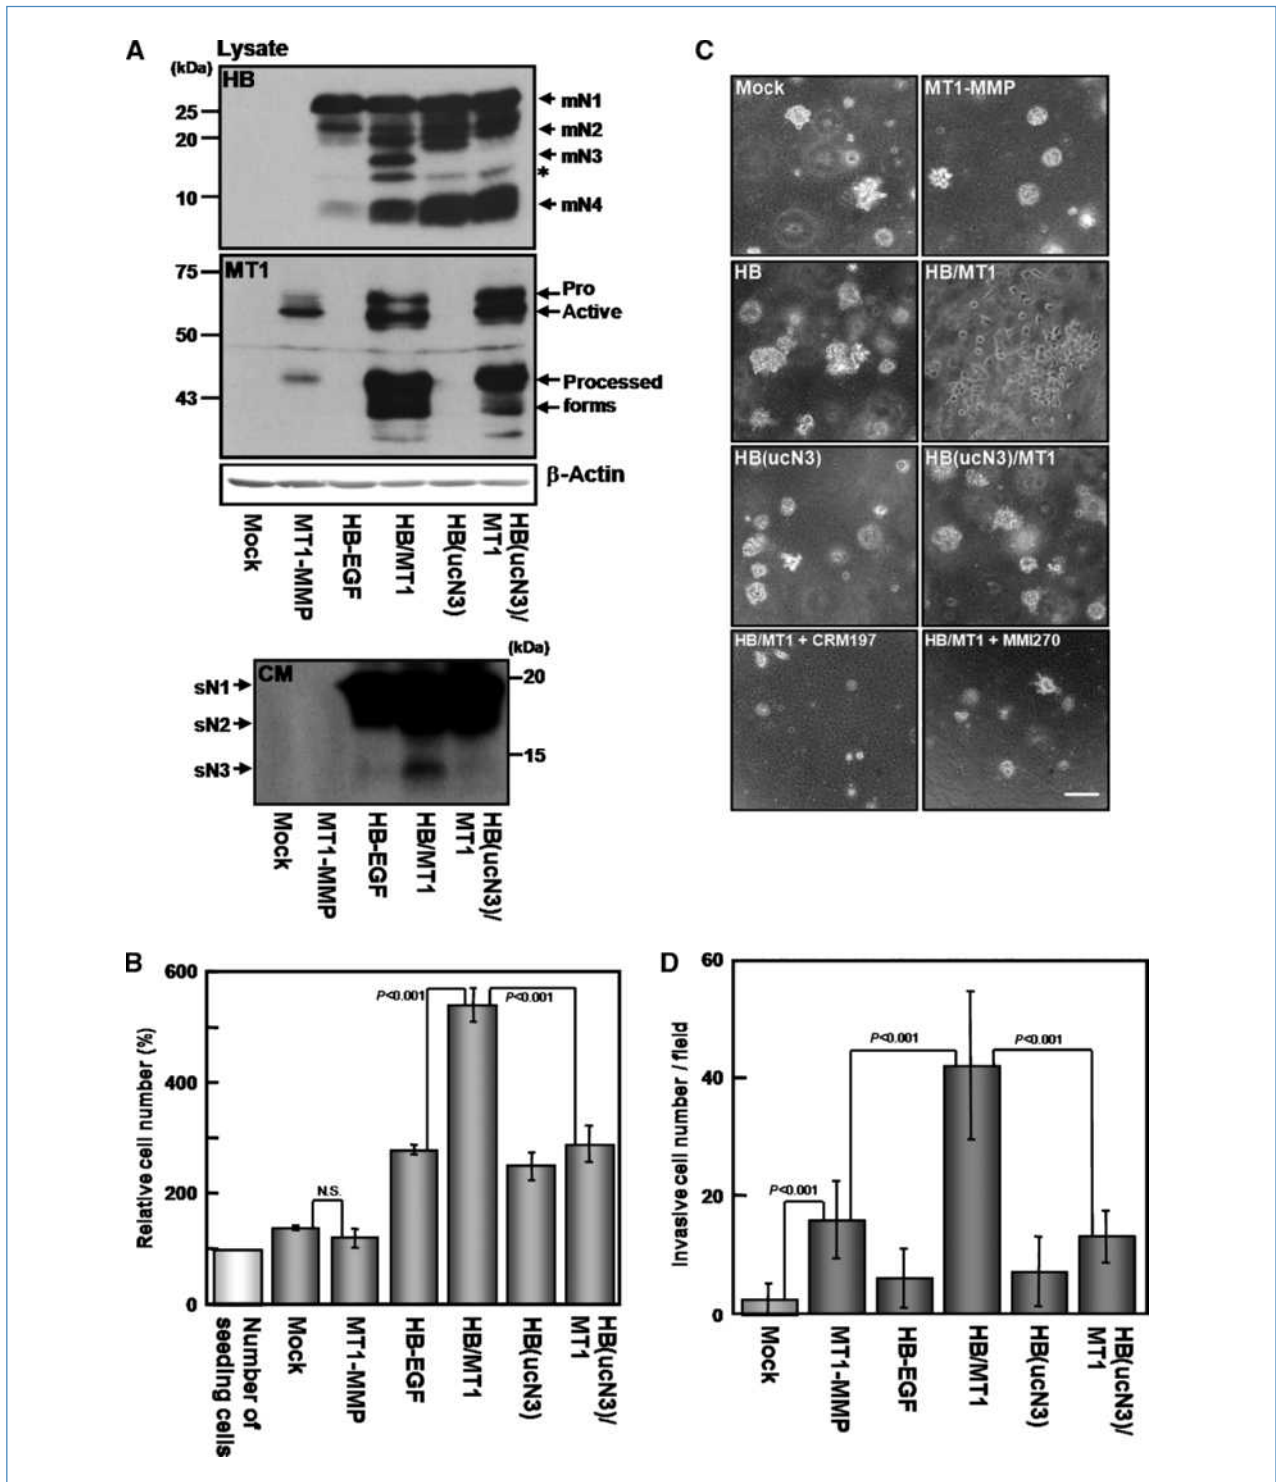 A
Lysate
(kDa)
HB
25
20
10
mN1
mN2
mN3
*
mN4
75
MT1
50
43
Pro
Active
Processed
forms
β-Actin
Mock
MT1-MMP
HB-EGF
HB/MT1
HB(ucN3)
HB(ucN3)/
MT1
(kDa)
CM
sN1
sN2
sN3
20
15
Mock
MT1-MMP
HB-EGF
HB/MT1
HB(ucN3)/
MT1
C
Mock
MT1-MMP
HB
HB/MT1
HB(ucN3)
HB(ucN3)/MT1
HB/MT1 + CRM197
HB/MT1 + MMI270
B
Relative cell number (%)
600
400
200
0
N.S.
P<0.001
P<0.001
Number of
seeding cells
Mock
MT1-MMP
HB-EGF
HB/MT1
HB(ucN3)
HB(ucN3)/
MT1
D
Invasive cell number / field
60
40
20
0
P<0.001
P<0.001
P<0.001
Mock
MT1-MMP
HB-EGF
HB/MT1
HB(ucN3)
HB(ucN3)/
MT1